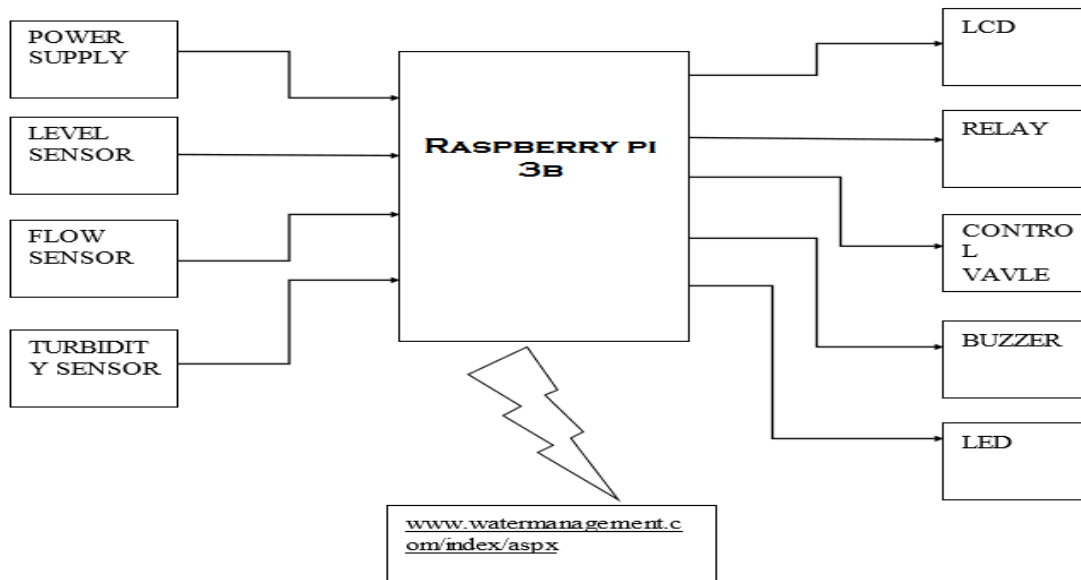 POWER
SUPPLY
LEVEL
SENSOR
FLOW
SENSOR
TURBIDIT
Y SENSOR
RASPBERRY PI
3B
LCD
RELAY
CONTRO
L
VAVLE
BUZZER
LED
www.watermanagement.c
om/index/aspx